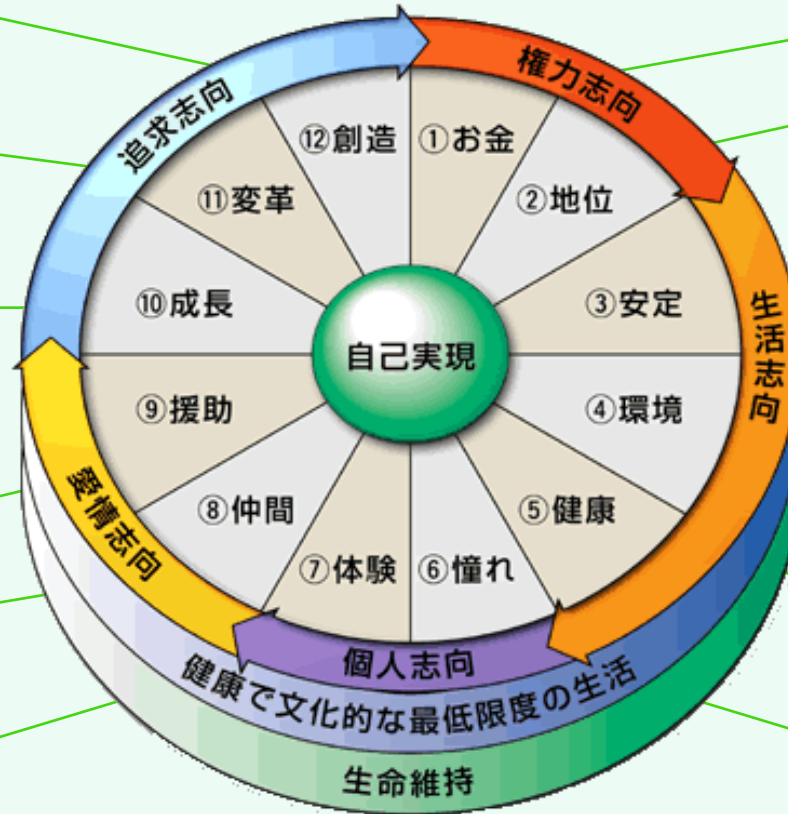 権力志向
生活志向
個人志向
愛情志向
追求志向
①お金
②地位
③安定
④環境
⑤健康
⑥憧れ
⑦体験
⑧仲間
⑨援助
⑩成長
⑪変革
⑫創造
自己実現
健康で文化的な最低限度の生活
生命維持